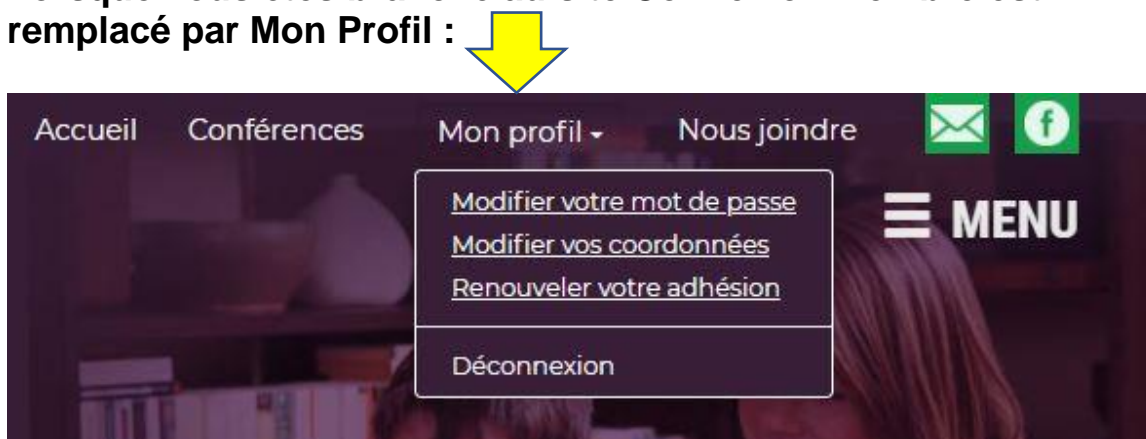 remplacé par Mon Profil :
Accueil Conférences Mon profil Nous joindre
Modifier votre mot de passe
MENU
Modifier vos coordonnées
Renouveler votre adhésion
Déconnexion